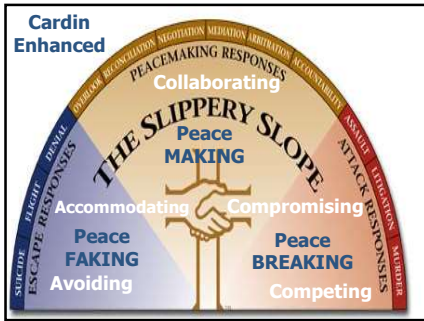 Cardin
Enhanced
SUICIDE
FLIGHT
DENIAL
OVERLOOK
RECONCILIATION
NEGOTIATION
MEDIATION
ARBITRATION
ACCOUNTABILITY
ASSAULT
LITIGATION
MURDER
ESCAPE RESPONSES
PEACEMAKING RESPONSES
ATTACK RESPONSES
Collaborating
THE SLIPPERY SLOPE
Peace
MAKING
Accommodating
Compromising
Peace
FAKING
Avoiding
Peace
BREAKING
Competing